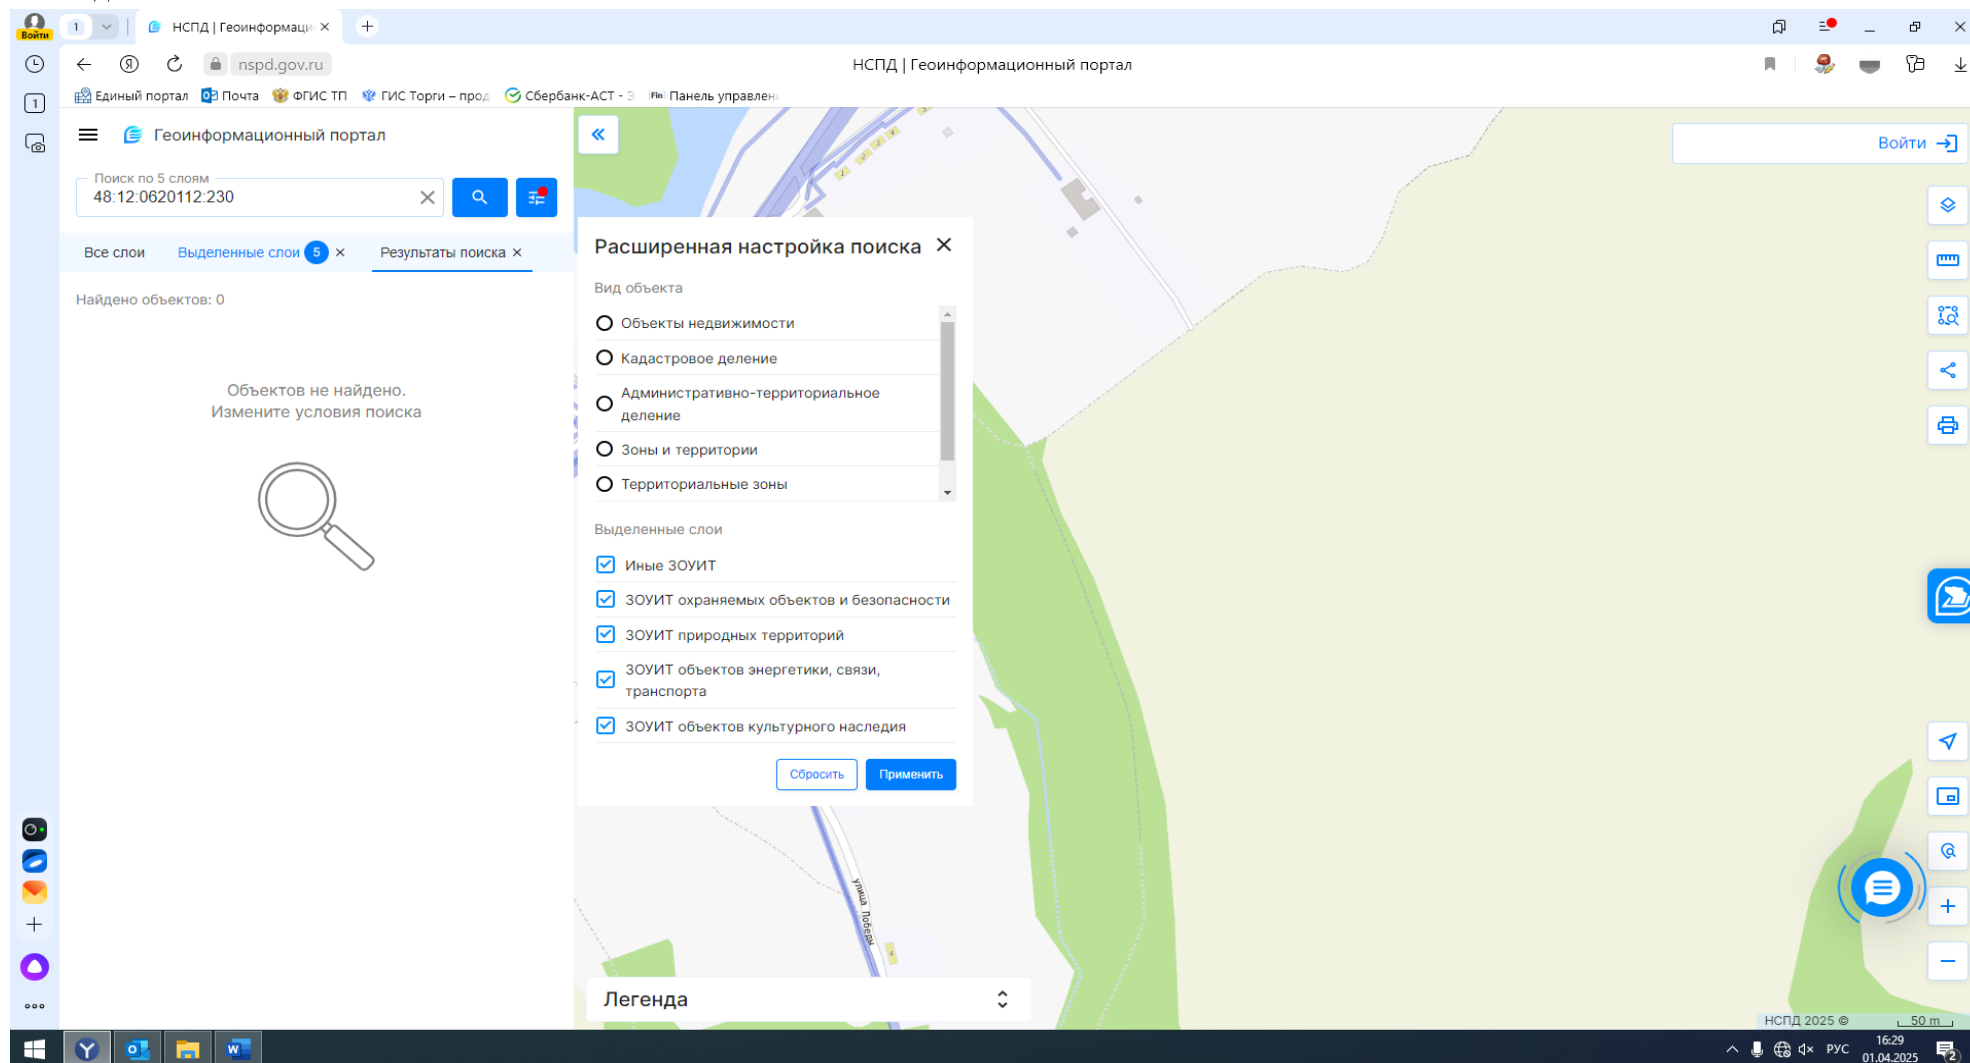 Войти
1
НСПД | Геоинформаци
nspd.gov.ru
НСПД | Геоинформационный портал
1
Единый портал
Почта
ФГИС ТП
ГИС Торги – прод
Сбербанк-АСТ - Э
Fin
Панель управлен
Геоинформационный портал
Войти
Поиск по 5 слоям
48:12:0620112:230
Все слои
Выделенные слои 5
Результаты поиска
Найдено объектов: 0
Объектов не найдено.
Измените условия поиска
Расширенная настройка поиска
Вид объекта
Объекты недвижимости
Кадастровое деление
Административно-территориальное
деление
Зоны и территории
Территориальные зоны
Выделенные слои
Иные ЗОУИТ
ЗОУИТ охраняемых объектов и безопасности
ЗОУИТ природных территорий
ЗОУИТ объектов энергетики, связи,
транспорта
ЗОУИТ объектов культурного наследия
Сбросить
Применить
улица Победы
4
Легенда
НСПД 2025 ©
50 m
РУС
16:29
01.04.2025
2